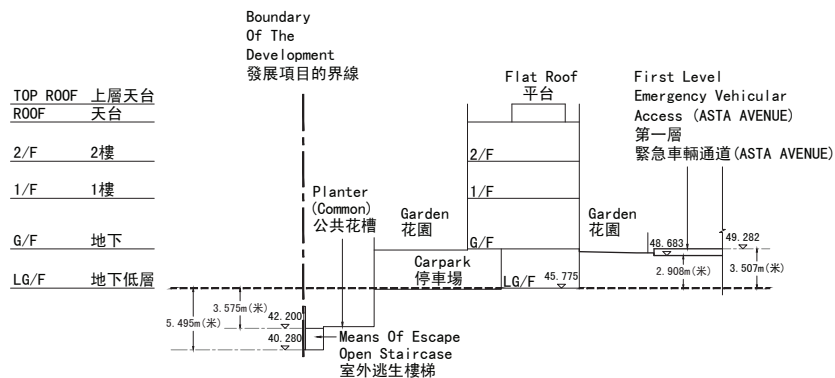 Boundary
Of The
Development
發展項目的界線
Flat Roof
平台
First Level
Emergency Vehicular
Access (ASTA AVENUE)
第一層
緊急車輛通道(ASTA AVENUE)
TOP ROOF 上層天台
ROOF 天台
2/F 2樓
2/F
1/F 1樓
1/F
Planter
(Common)
公共花槽
Garden
花園
Garden
花園
G/F 地下
G/F
48.683
49.282
Carpark
停車場
2.908m(米)
3.507m(米)
LG/F 地下低層
LG/F
45.775
3.575m(米)
5.495m(米)
42.200
40.280
Means Of Escape
Open Staircase
室外逃生樓梯